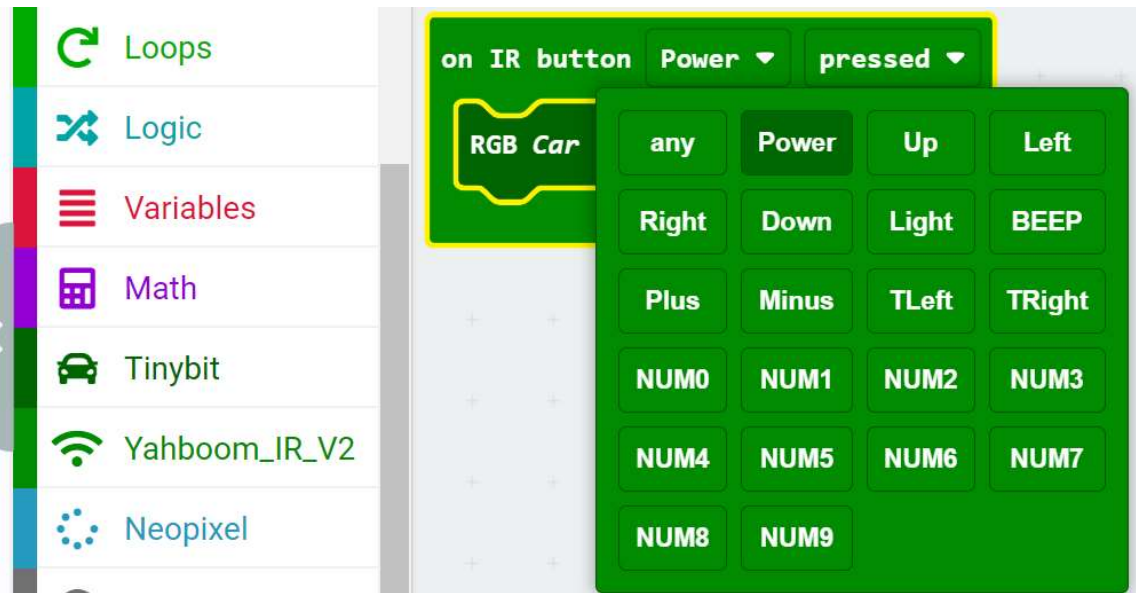 Loops
Logic
Variables
Math
Tinybit
Yahboom_IR_V2
Neopixel
on IR button Power pressed
RGB Car
any Power Up Left
Right Down Light BEEP
Plus Minus TLeft TRight
NUM0 NUM1 NUM2 NUM3
NUM4 NUM5 NUM6 NUM7
NUM8 NUM9